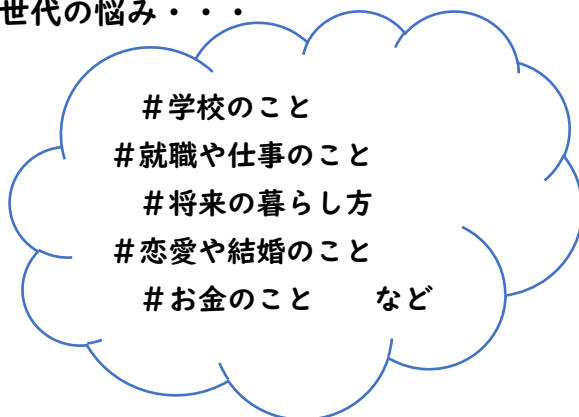 世代の悩み・・・
＃学校のこと
＃就職や仕事のこと
＃将来の暮らし方
＃恋愛や結婚のこと
＃お金のこと　　など